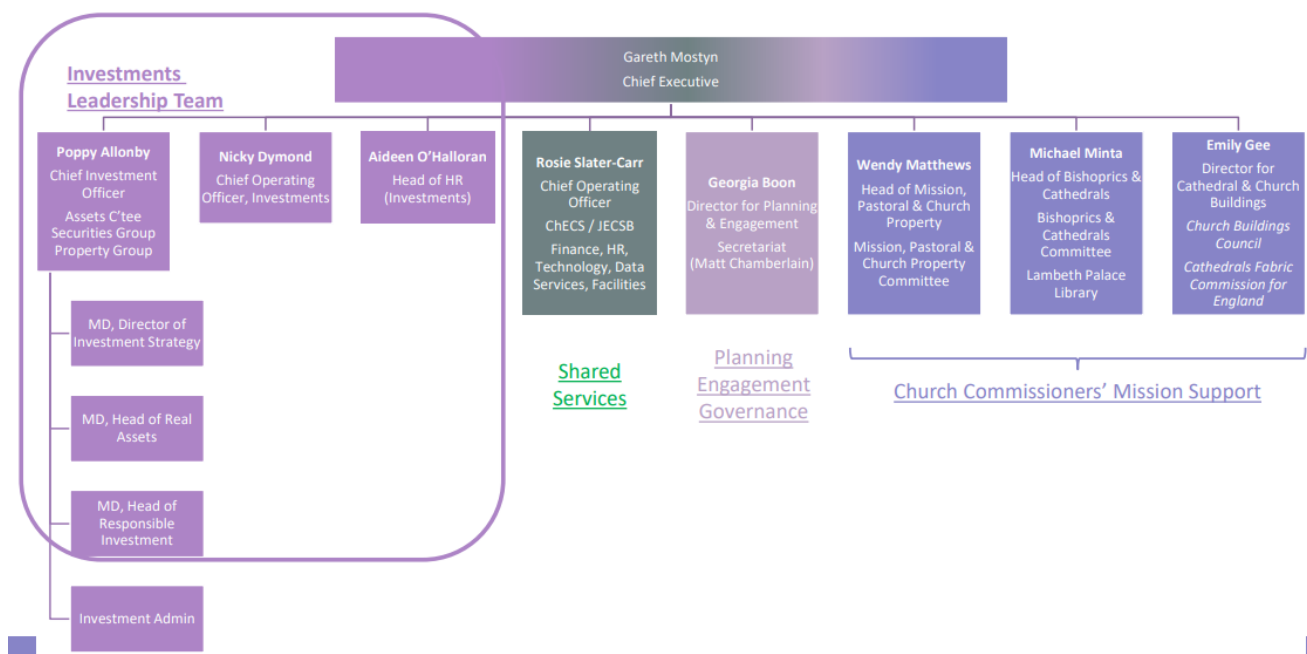 Gareth Mostyn
Chief Executive
Investments
Leadership Team
Poppy Allonby
Chief Investment
Officer
Assets C'tee
Securities Group
Property Group
Nicky Dymond
Chief Operating
Officer, Investments
Aideen O'Halloran
Head of HR
(Investments)
Rosie Slater-Carr
Chief Operating
Officer
ChECS / JECSB
Finance, HR,
Technology, Data
Services, Facilities
Georgia Boon
Director for Planning
& Engagement
Secretariat
(Matt Chamberlain)
Wendy Matthews
Head of Mission,
Pastoral & Church
Property
Mission, Pastoral &
Church Property
Committee
Michael Minta
Head of Bishoprics &
Cathedrals
Bishoprics &
Cathedrals
Committee
Lambeth Palace
Library
Emily Gee
Director for
Cathedral & Church
Buildings
Church Buildings
Council
Cathedrals Fabric
Commission for
England
MD, Director of
Investment Strategy
MD, Head of Real
Assets
MD, Head of
Responsible
Investment
Investment Admin
Shared
Services
Planning
Engagement
Governance
Church Commissioners' Mission Support